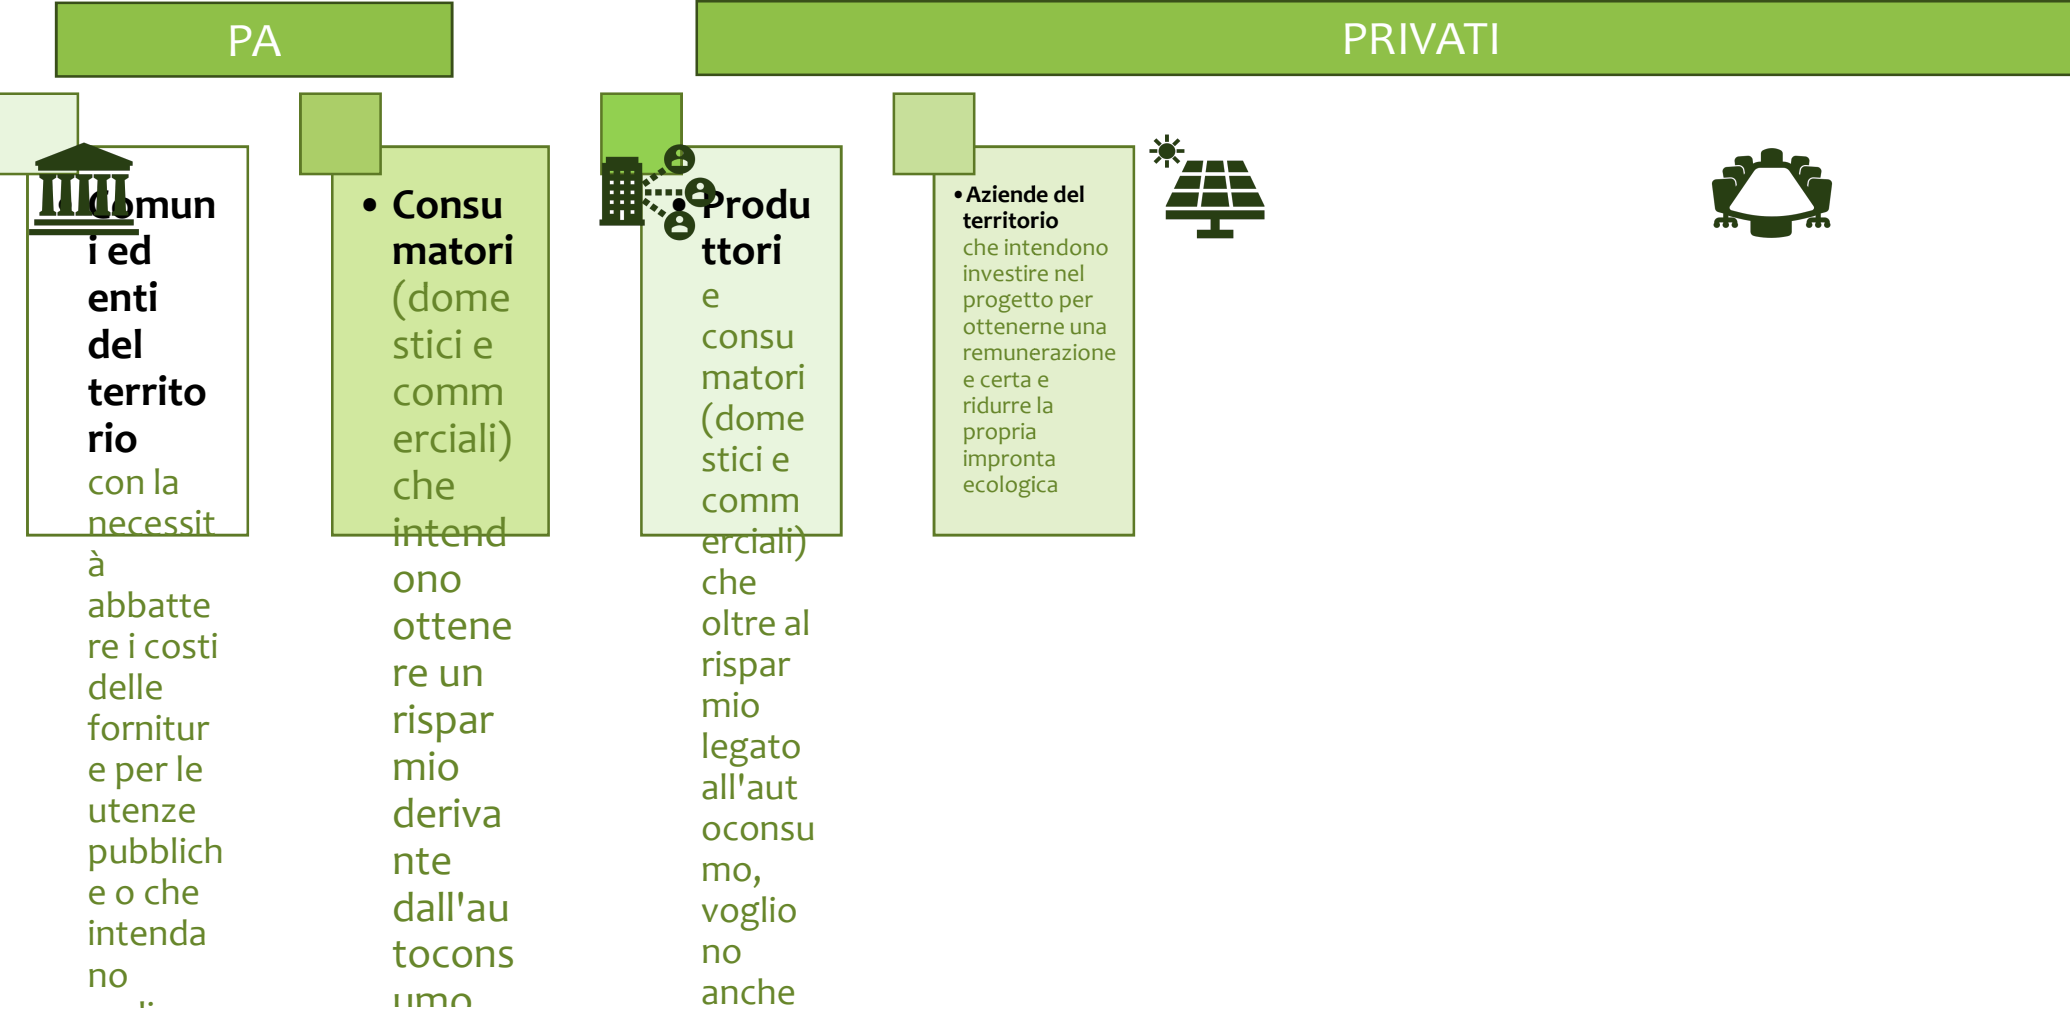 PA
PRIVATI
• Comun
i ed
enti
del
territo
rio
con la
necessit
à
abbatte
re i costi
delle
fornitur
e per le
utenze
pubblich
e o che
intenda
no
• Consu
matori
(dome
stici e
comm
erciali)
che
intend
ono
ottene
re un
rispar
mio
deriva
nte
dall'au
tocons
umo
• Produ
ttori
e
consu
matori
(dome
stici e
comm
erciali)
che
oltre al
rispar
mio
legato
all'aut
oconsu
mo,
voglio
no
anche
• Aziende del
territorio
che intendono
investire nel
progetto per
ottenerne una
remunerazione
e certa e
ridurre la
propria
impronta
ecologica